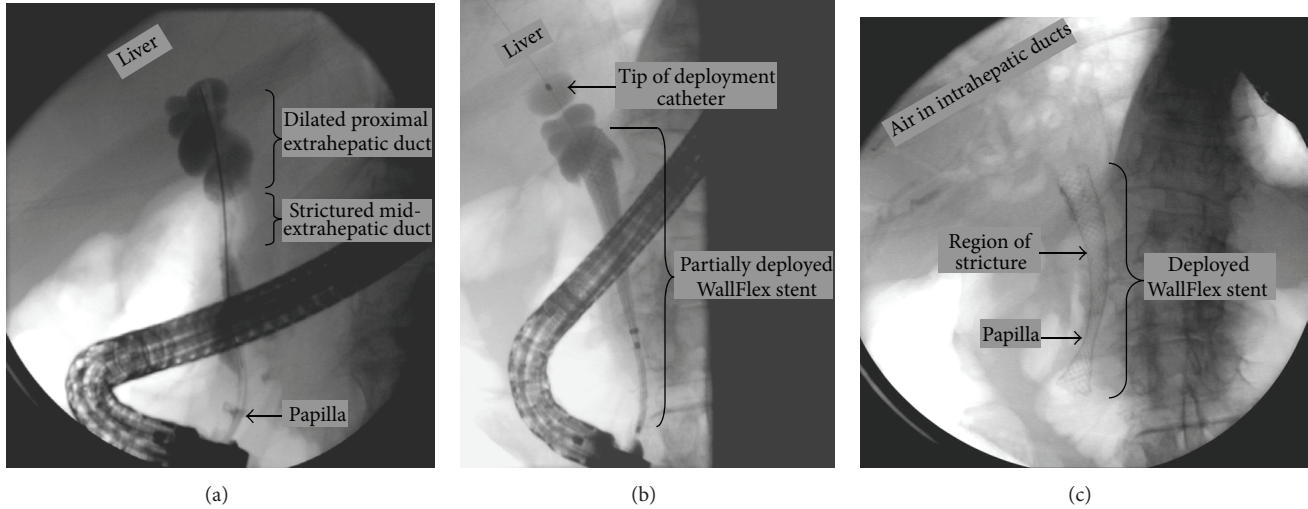 Liver
Dilated proximal
extrahepatic duct
Strictured mid-
extrahepatic duct
Papilla
(a)
Liver
Tip of deployment
catheter
Partially deployed
WallFlex stent
(b)
Air in intrahepatic ducts
Region of
stricture
Deployed
WallFlex stent
Papilla
(c)